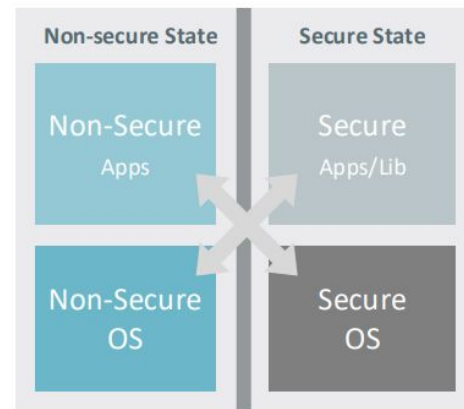 Non-secure State
Secure State
Non-Secure
Apps
Secure
Apps/Lib
Non-Secure
OS
Secure
OS